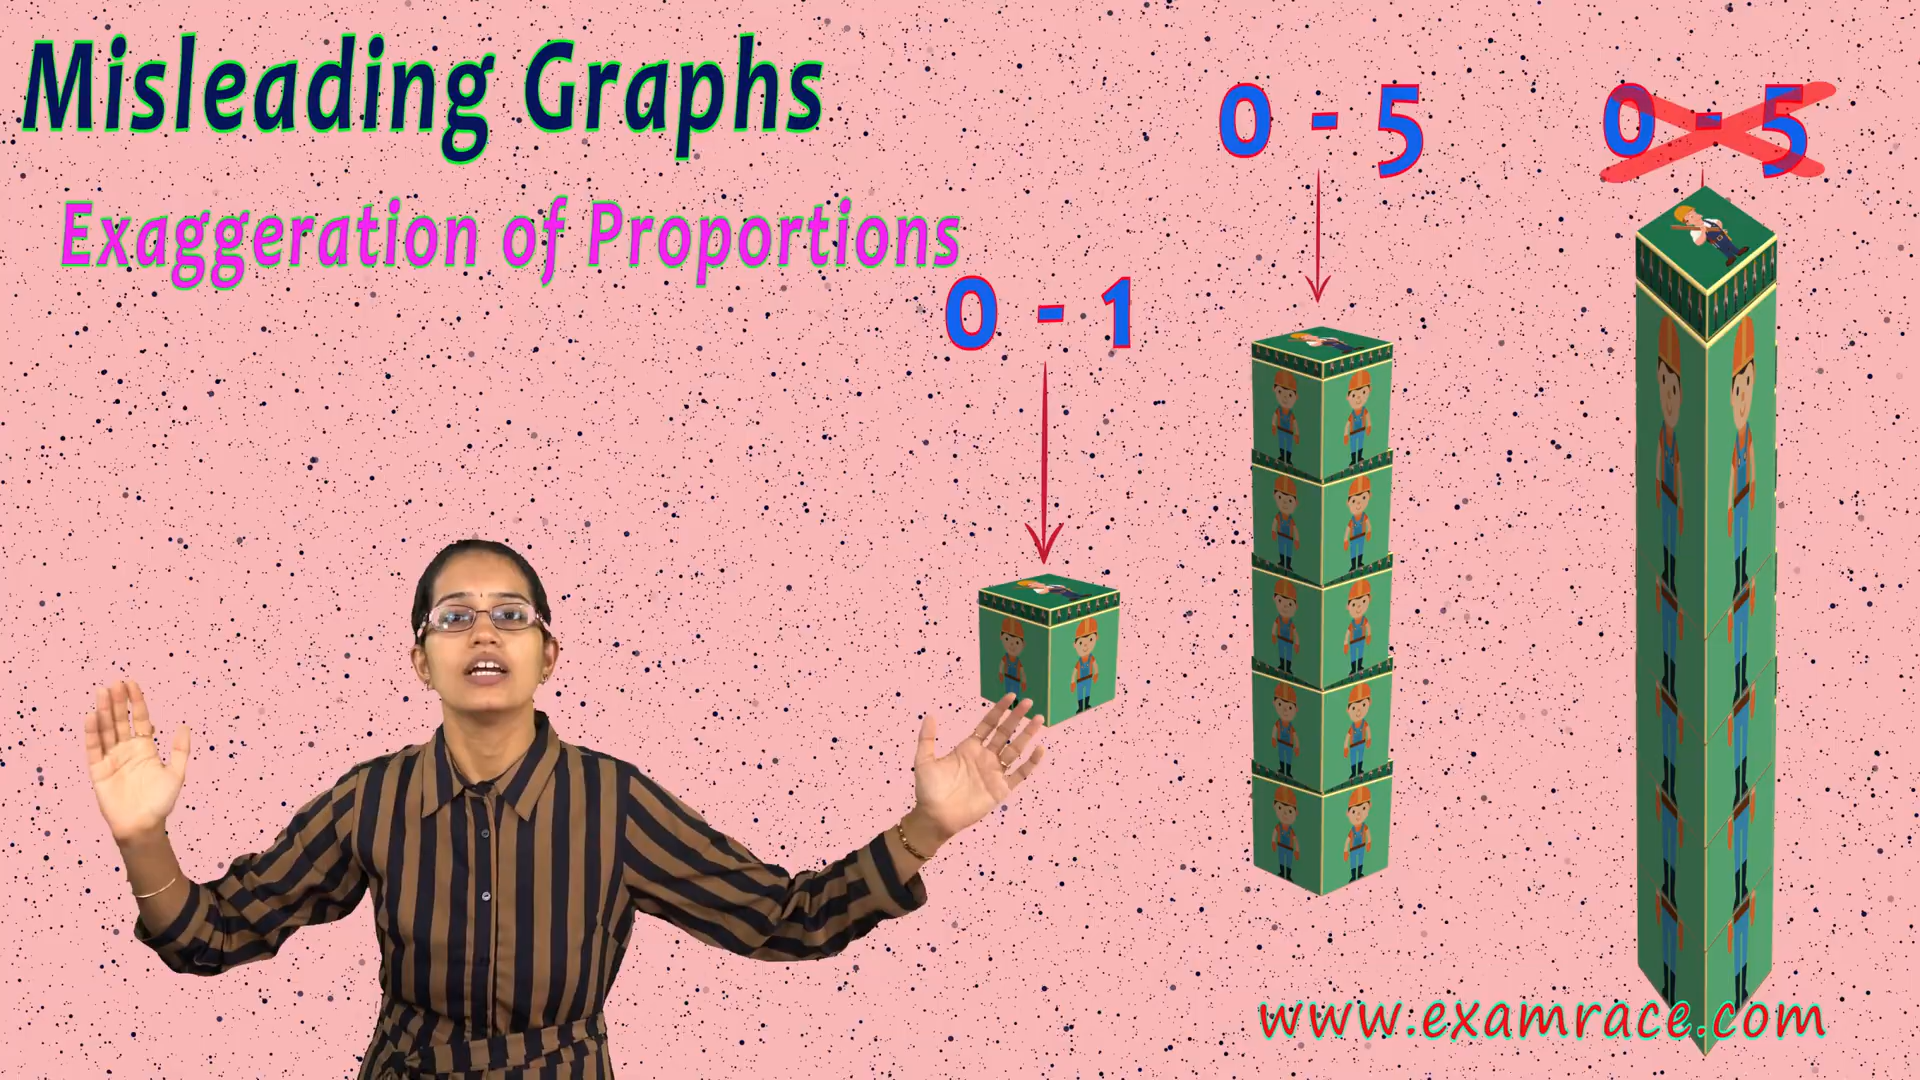 Misleading Graphs
Exaggeration of Proportions
0 - 1
0 - 5
0 - 5
www.examrace.com